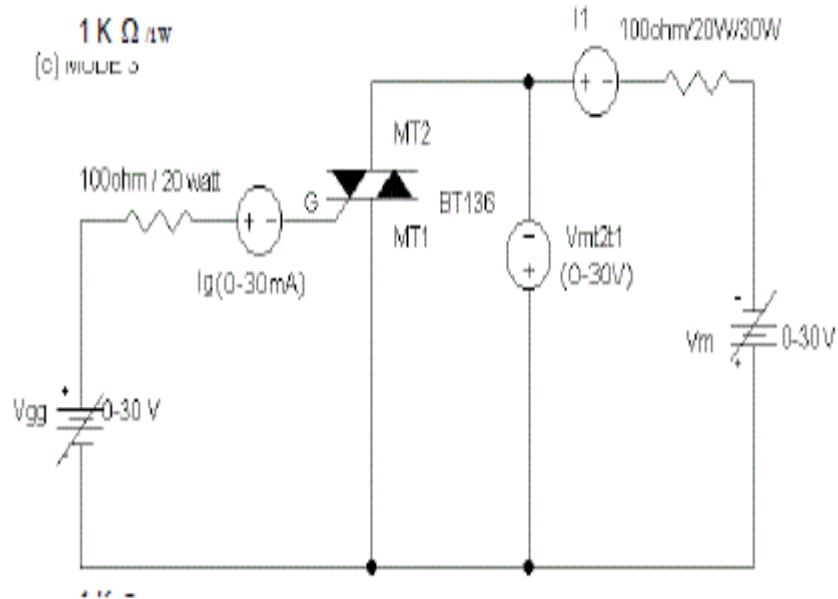 1 K Ω /1W
(c) MODE 3
I1
100ohm/20W/30W
MT2
100ohm / 20 watt
+ -
G
BT136
MT1
Ig(0-30mA)
-
+
Vmt2t1
(0-30V)
-
Vm
0-30V
+
+
Vgg
0-30 V
-